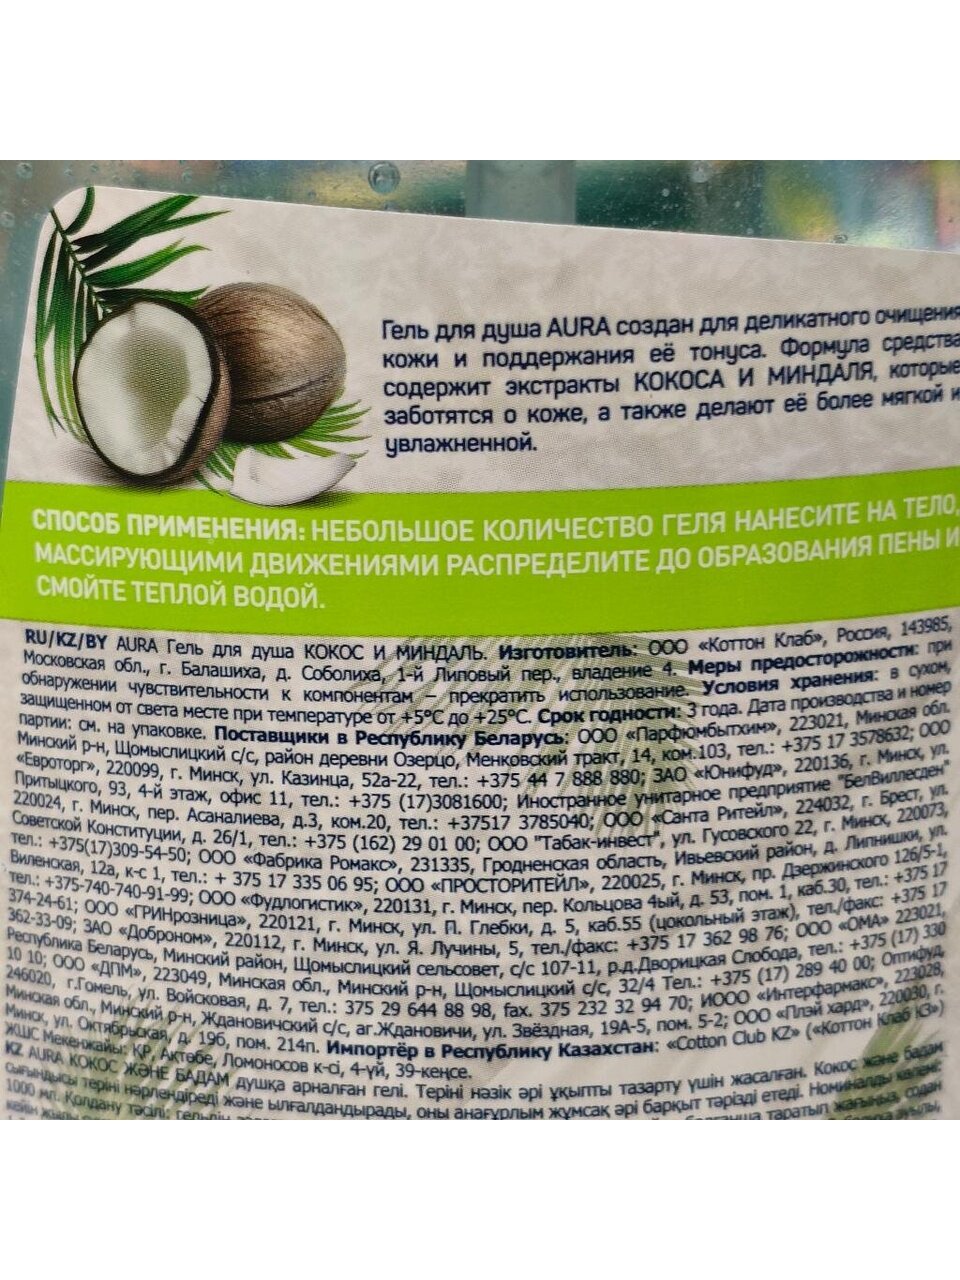 Гель для душа AURA создан для деликатного очищения
кожи и поддержания её тонуса. Формула средства
содержит экстракты КОКОСА И МИНДАЛЯ, которые
заботятся о коже, а также делают её более мягкой и
увлажненной.
СПОСОБ ПРИМЕНЕНИЯ: НЕБОЛЬШОЕ КОЛИЧЕСТВО ГЕЛЯ НАНЕСИТЕ НА ТЕЛО,
МАССИРУЮЩИМИ ДВИЖЕНИЯМИ РАСПРЕДЕЛИТЕ ДО ОБРАЗОВАНИЯ ПЕНЫ И
СМОЙТЕ ТЕПЛОЙ ВОДОЙ.
RU/KZ/BY AURA Гель для душа КОКОС И МИНДАЛЬ. Изготовитель: ООО «Коттон Клаб», Россия, 143985,
Московская обл., г. Балашиха, д. Соболиха, 1-й Липовый пер., владение 4. Меры предосторожности: при
обнаружении чувствительности к компонентам – прекратить использование. Условия хранения: в сухом,
защищенном от света месте при температуре от +5°С до +25°С. Срок годности: 3 года. Дата производства и номер
партии: см. на упаковке. Поставщики в Республику Беларусь: ООО «Парфюмбытхим», 223021, Минская обл.
Минский р-н, Щомыслицкий с/с, район деревни Озерцо, Менковский тракт, 14, ком.103, тел.: +375 17 3578632; ООО
«Евроторг», 220099, г. Минск, ул. Казинца, 52а-22, тел.: +375 44 7 888 880; ЗАО «Юнифуд», 220136, г. Минск, ул.
Притыцкого, 93, 4-й этаж, офис 11, тел.: +375 (17)3081600; Иностранное унитарное предприятие "БелВиллесден"
220024, г. Минск, пер. Асаналиева, д.3, ком.20, тел.: +37517 3785040; ООО «Санта Ритейл», 224032, г. Брест, ул.
Советской Конституции, д. 26/1, тел.: +375 (162) 29 01 00; ООО "Табак-инвест", ул. Гусовского 22, г. Минск, 220073,
тел.: +375(17)309-54-50; ООО «Фабрика Ромакс», 231335, Гродненская область, Ивьевский район, д. Липнишки, ул.
Виленская, 12а, к-с 1, тел.: + 375 17 335 06 95; ООО «ПРОСТОРИТЕЙЛ», 220025, г. Минск, пр. Дзержинского 126/5-1,
тел.: +375-740-740-91-99; ООО «Фудлогистик», 220131, г. Минск, пер. Кольцова 4ый, д. 53, пом. 1, каб.30, тел.: +375 17
374-24-61; ООО «ГРИНрозница», 220121, г. Минск, ул. П. Глебки, д. 5, каб.55 (цокольный этаж), тел./факс: +375 17
362-33-09; ЗАО «Доброном», 220112, г. Минск, ул. Я. Лучины, 5, тел./факс: +375 17 362 98 76; ООО «ОМА» 223021,
Республика Беларусь, Минский район, Щомыслицкий сельсовет, с/с 107-11, р.д.Дворицкая Слобода, тел.: +375 (17) 330
10 10; ООО «ДПМ», 223049, Минская обл., Минский р-н, Щомыслицкий с/с, 32/4 Тел.: +375 (17) 289 40 00; Оптифуд,
246020, г.Гомель, ул. Войсковая, д. 7, тел.: 375 29 644 88 98, fax. 375 232 32 94 70; ИООО «Интерфармакс», 223028,
Минская обл., Минский р-н, Ждановичский с/с, аг.Ждановичи, ул. Звёздная, 19А-5, пом. 5-2; ООО «Плэй хард», 220030, г.
Минск, ул. Октябрьская, д. 19б, пом. 214п. Импортёр в Республику Казахстан: «Cotton Club KZ» («Коттон Клаб КЗ»)
ЖШС Мекенжайы: ҚР, Ақтөбе, Ломоносов к-сі, 4-үй, 39-кеңсе.
KZ AURA КОКОС ЖӘНЕ БАДАМ душқа арналған гелі. Теріні нәзік әрі ұқыпты тазарту үшін жасалған. Кокос және бадам
сығындысы теріні нәрлендіреді және ылғалдандырады, оны анағұрлым жұмсақ әрі барқыт тәрізді етеді. Номиналды көлемі:
1000 мл. Қолдану тәсілі: